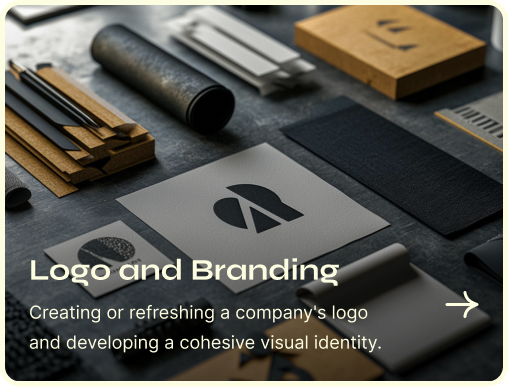 Logo and Branding
Creating or refreshing a company's logo
and developing a cohesive visual identity.